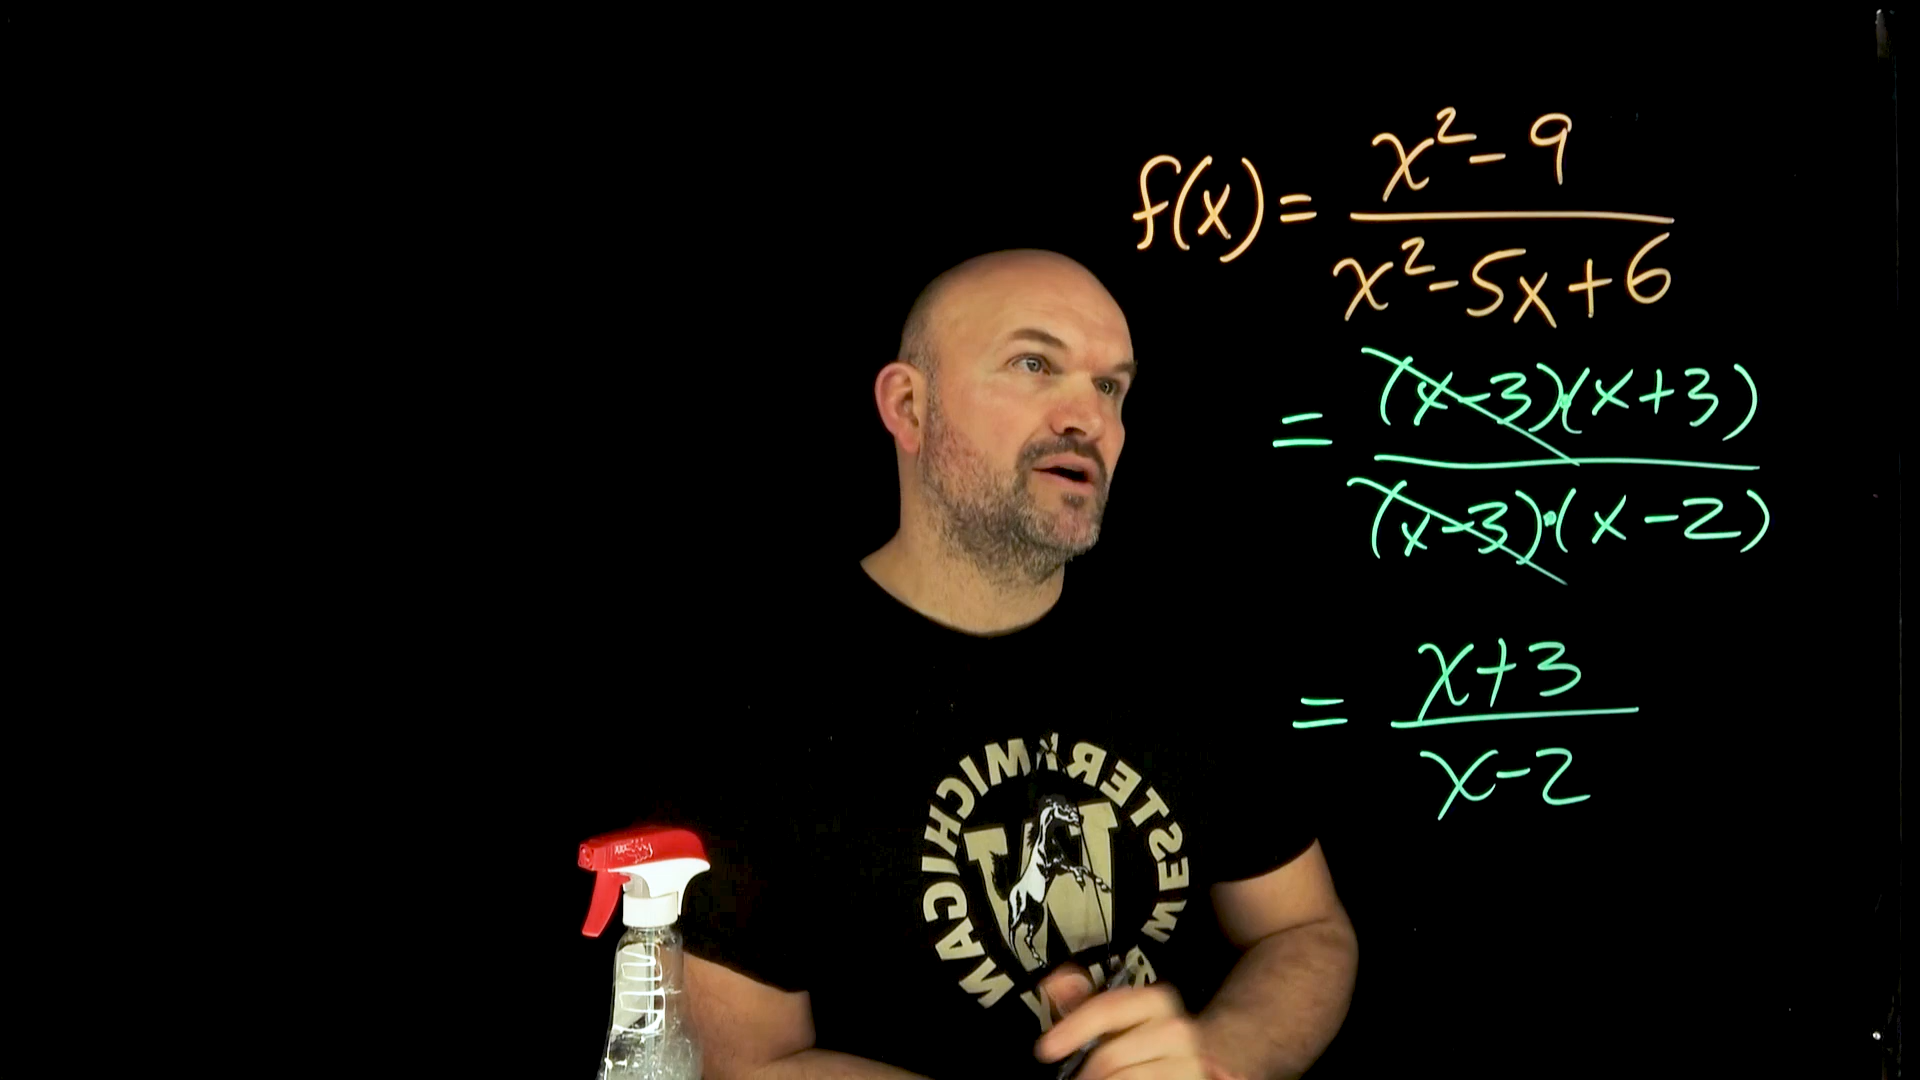 f(x) = x² - 9 / x² - 5x + 6
= (x - 3)·(x + 3) / (x - 3)·(x - 2)
= x + 3 / x - 2
WESTERN MICHIGAN
W